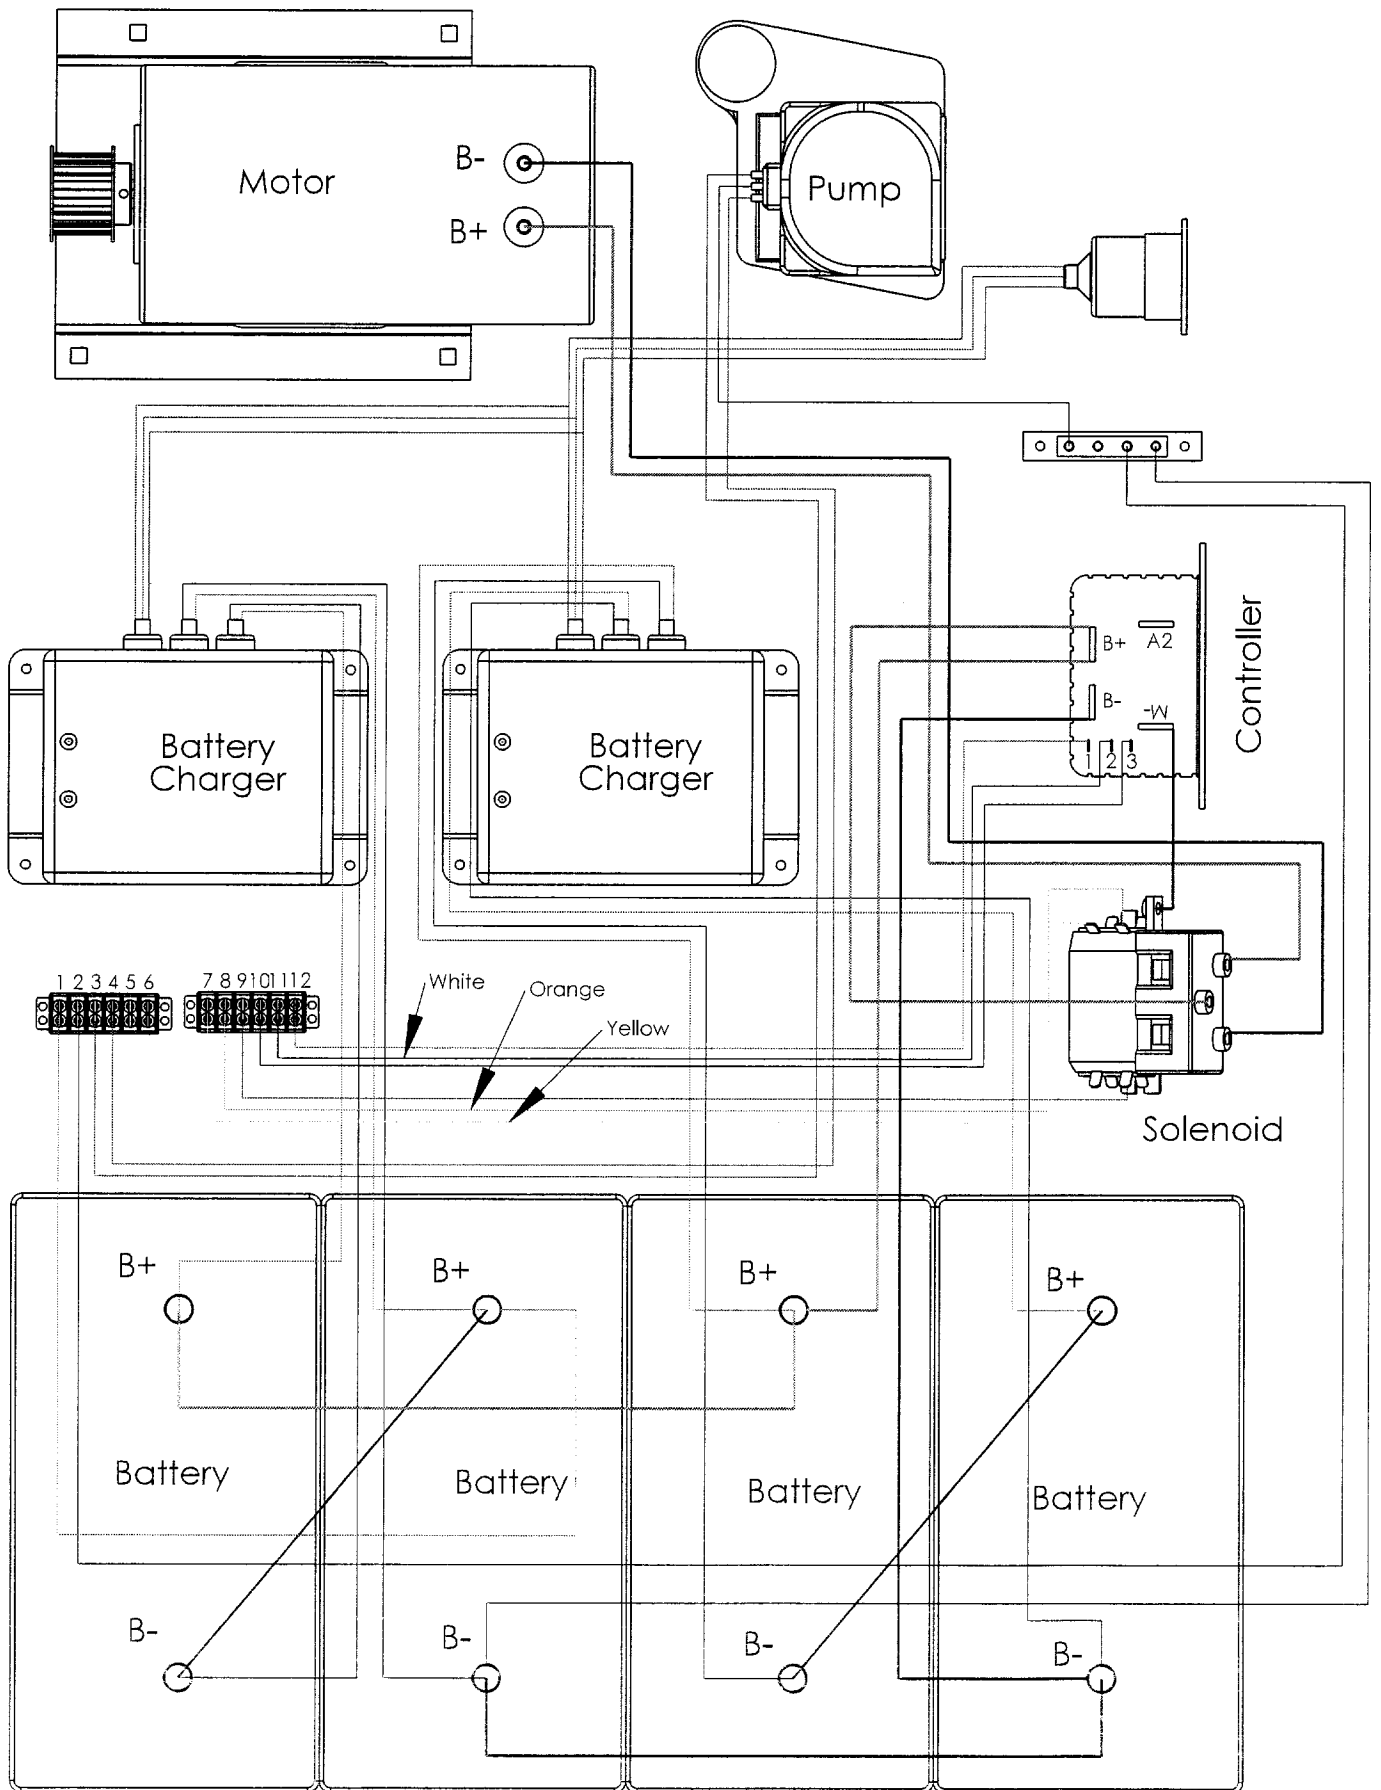 B-
Motor
Pump
B+
Controller
B+
A2
B-
-M
1 2 3
Battery
Charger
Battery
Charger
1 2 3 4 5 6
7 8 9 10 11 12
White
Orange
Yellow
Solenoid
B+
B+
B+
B+
Battery
Battery
Battery
Battery
B-
B-
B-
B-